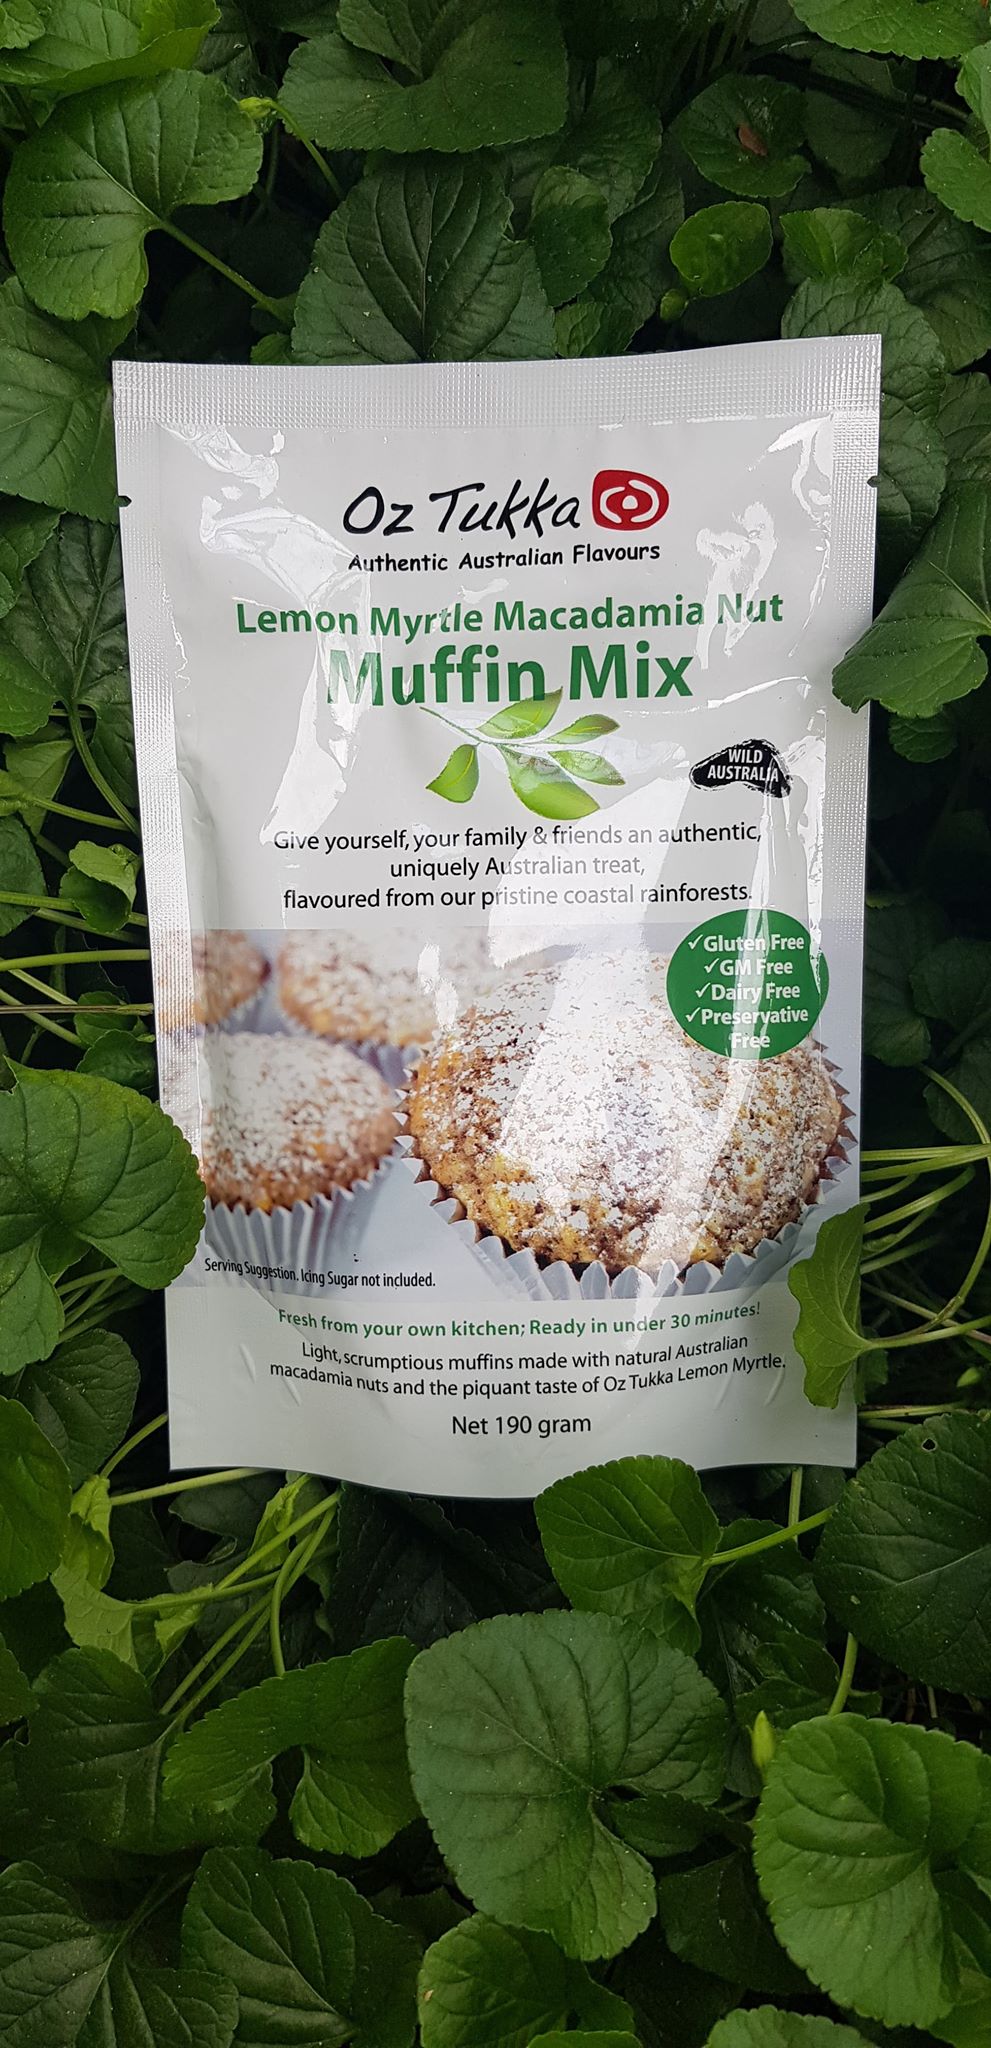 Oz Tukka
Authentic Australian Flavours
Lemon Myrtle Macadamia Nut
Muffin Mix
WILD
AUSTRALIA
Give yourself, your family & friends an authentic,
uniquely Australian treat,
flavoured from our pristine coastal rainforests.
✓Gluten Free
✓GM Free
✓Dairy Free
✓Preservative
Free
Serving Suggestion. Icing Sugar not included.
Fresh from your own kitchen; Ready in under 30 minutes!
Light, scrumptious muffins made with natural Australian
macadamia nuts and the piquant taste of Oz Tukka Lemon Myrtle.
Net 190 gram